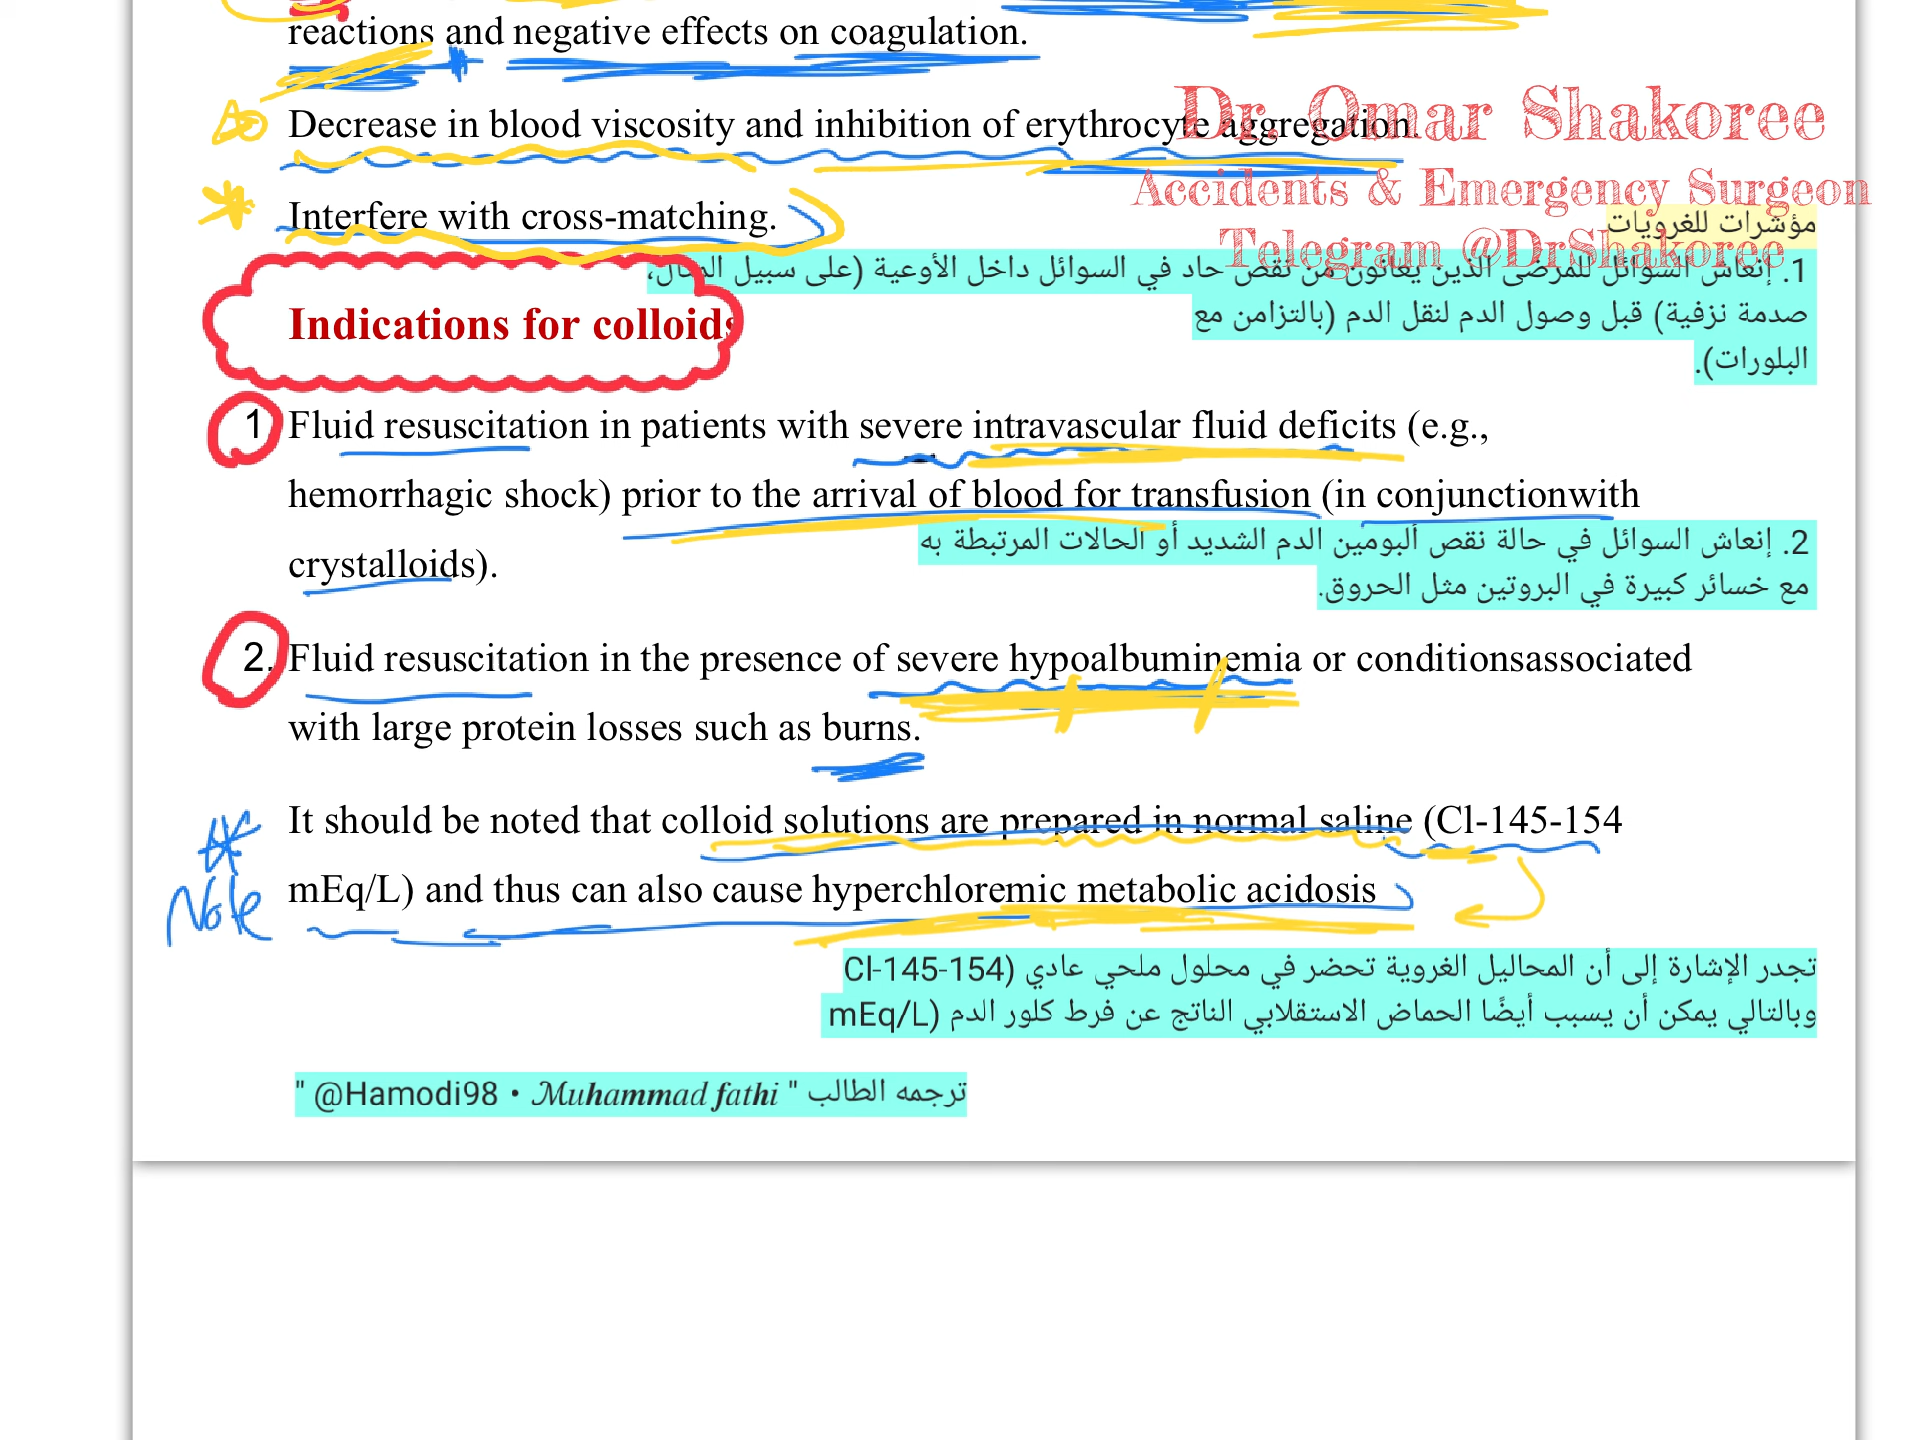 reactions and negative effects on coagulation.
Dr. Omar Shakoree
Decrease in blood viscosity and inhibition of erythrocyte aggregation.
Accidents & Emergency Surgeon
Interfere with cross-matching.
مؤشرات للغرويات
Telegram @DrShakoree
1. إنعاش السوائل للمرضى الذين يعانون من نقص حاد في السوائل داخل الأوعية (على سبيل المثال،
صدمة نزفية) قبل وصول الدم لنقل الدم (بالتزامن مع
البلورات).
Indications for colloids
1 Fluid resuscitation in patients with severe intravascular fluid deficits (e.g.,
hemorrhagic shock) prior to the arrival of blood for transfusion (in conjunctionwith
crystalloids).
2. إنعاش السوائل في حالة نقص ألبومين الدم الشديد أو الحالات المرتبطة به
مع خسائر كبيرة في البروتين مثل الحروق.
2. Fluid resuscitation in the presence of severe hypoalbuminemia or conditionsassociated
with large protein losses such as burns.
It should be noted that colloid solutions are prepared in normal saline (Cl-145-154
Note
mEq/L) and thus can also cause hyperchloremic metabolic acidosis
تجدر الإشارة إلى أن المحاليل الغروية تحضر في محلول ملحي عادي (Cl-145-154
mEq/L) وبالتالي يمكن أن يسبب أيضًا الحماض الاستقلابي الناتج عن فرط كلور الدم
ترجمه الطالب " @Hamodi98 • Muhammad fathi "